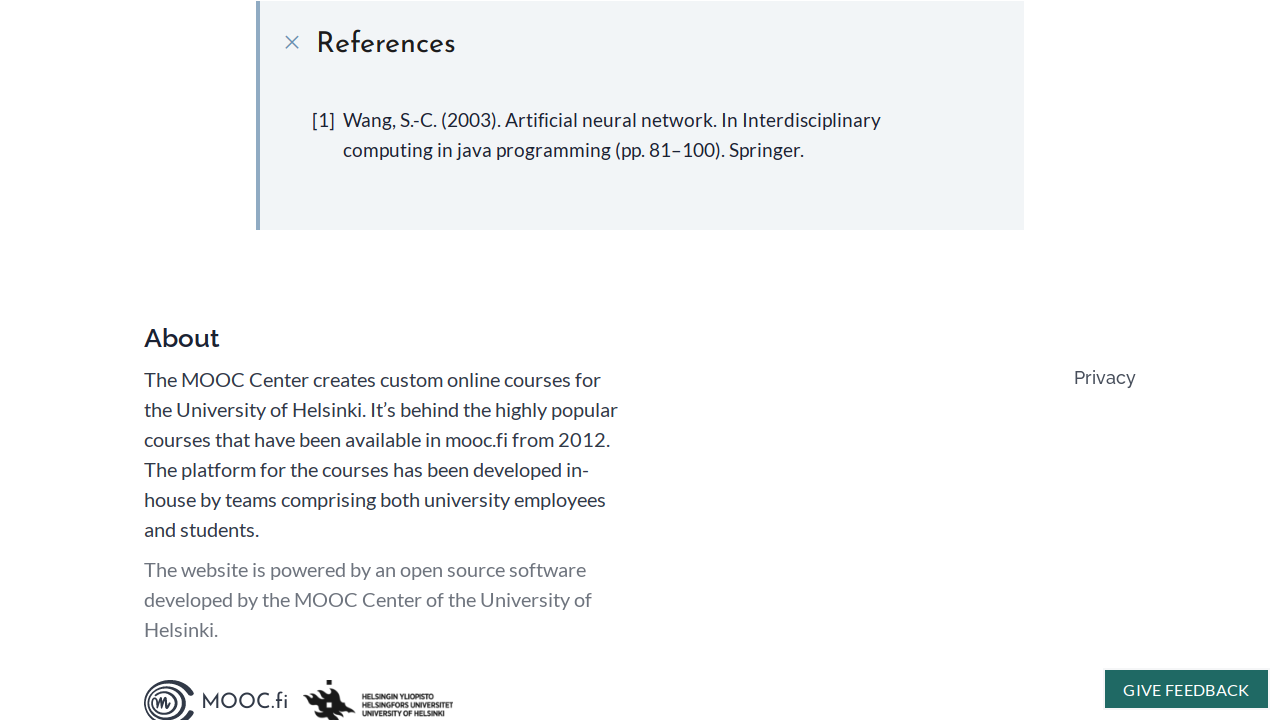 References
[1] Wang, S.-C. (2003). Artificial neural network. In Interdisciplinary
computing in java programming (pp. 81–100). Springer.
About
The MOOC Center creates custom online courses for
the University of Helsinki. It’s behind the highly popular
courses that have been available in mooc.fi from 2012.
The platform for the courses has been developed in-
house by teams comprising both university employees
and students.
The website is powered by an open source software
developed by the MOOC Center of the University of
Helsinki.
Privacy
MOOC.fi
HELSINGIN YLIOPISTO
HELSINGFORS UNIVERSITET
UNIVERSITY OF HELSINKI
GIVE FEEDBACK